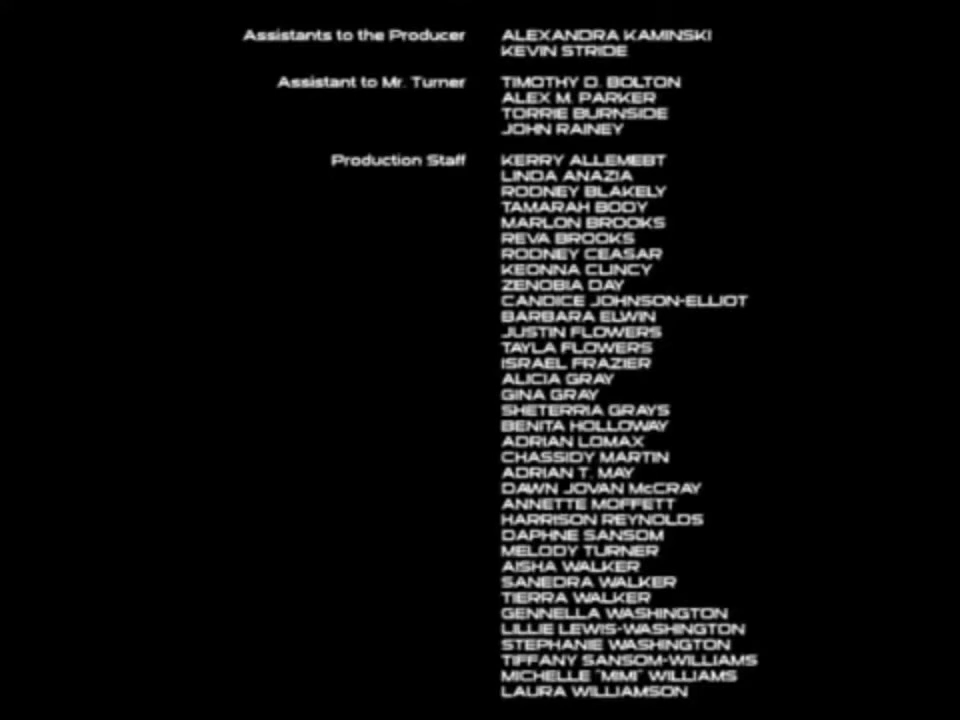 Assistants to the Producer ALEXANDRA KAMINSKI
KEVIN STRIDE
Assistant to Mr. Turner TIMOTHY D. BOLTON
ALEX M. PARKER
TORRIE BURNSIDE
JOHN RAINEY
Production Staff KERRY ALLEMEBT
LINDA ANAZIA
RODNEY BLAKELY
TAMARAH BODY
MARLON BROOKS
REVA BROOKS
RODNEY CEASAR
KEONNA CLINCY
ZENOBIA DAY
CANDICE JOHNSON-ELLIOT
BARBARA ELWIN
JUSTIN FLOWERS
TAYLA FLOWERS
ISRAEL FRAZIER
ALICIA GRAY
GINA GRAY
SHETERRIA GRAYS
BENITA HOLLOWAY
ADRIAN LOMAX
CHASSIDY MARTIN
ADRIAN T. MAY
DAWN JOVAN McCRAY
ANNETTE MOFFETT
HARRISON REYNOLDS
DAPHNE SANSOM
MELODY TURNER
AISHA WALKER
SANEDRA WALKER
TIERRA WALKER
GENNELLA WASHINGTON
LILLIE LEWIS-WASHINGTON
STEPHANIE WASHINGTON
TIFFANY SANSOM-WILLIAMS
MICHELLE "MIMI" WILLIAMS
LAURA WILLIAMSON